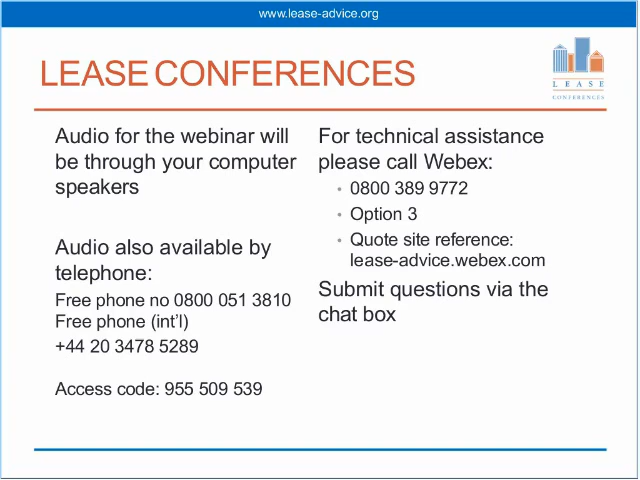 www.lease-advice.org
LEASE CONFERENCES
LEASE
CONFERENCES
Audio for the webinar will
be through your computer
speakers
Audio also available by
telephone:
Free phone no 0800 051 3810
Free phone (int'l)
+44 20 3478 5289
Access code: 955 509 539
For technical assistance
please call Webex:
• 0800 389 9772
• Option 3
• Quote site reference:
lease-advice.webex.com
Submit questions via the
chat box